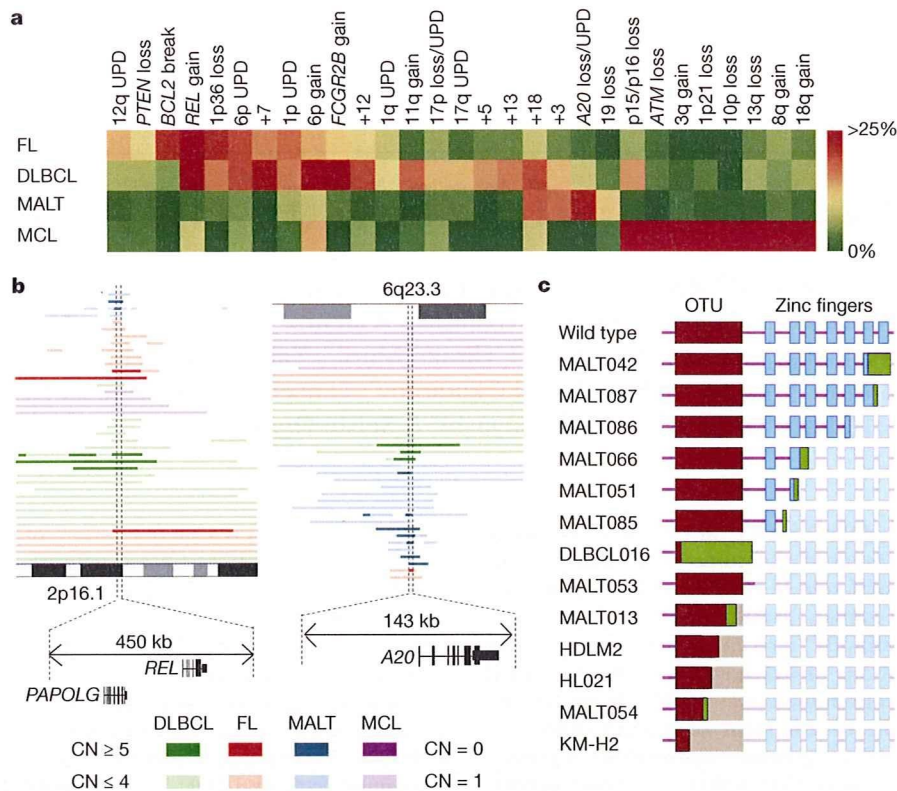 a
12q UPD
PTEN loss
BCL2 break
REL gain
1p36 loss
6p UPD
+7
1p UPD
6p gain
FCGR2B gain
+12
1q UPD
11q gain
17p loss/UPD
17q UPD
+5
+13
+18
+3
A20 loss/UPD
19 loss
p15/p16 loss
ATM loss
3q gain
1p21 loss
10p loss
13q loss
8q gain
18q gain
FL
DLBCL
MALT
MCL
>25%
0%
b
6q23.3
2p16.1
450 kb
REL
PAPOLG
143 kb
A20
DLBCL FL MALT MCL
CN ≥ 5 CN = 0
CN ≤ 4 CN = 1
c
OTU Zinc fingers
Wild type
MALT042
MALT087
MALT086
MALT066
MALT051
MALT085
DLBCL016
MALT053
MALT013
HDLM2
HL021
MALT054
KM-H2